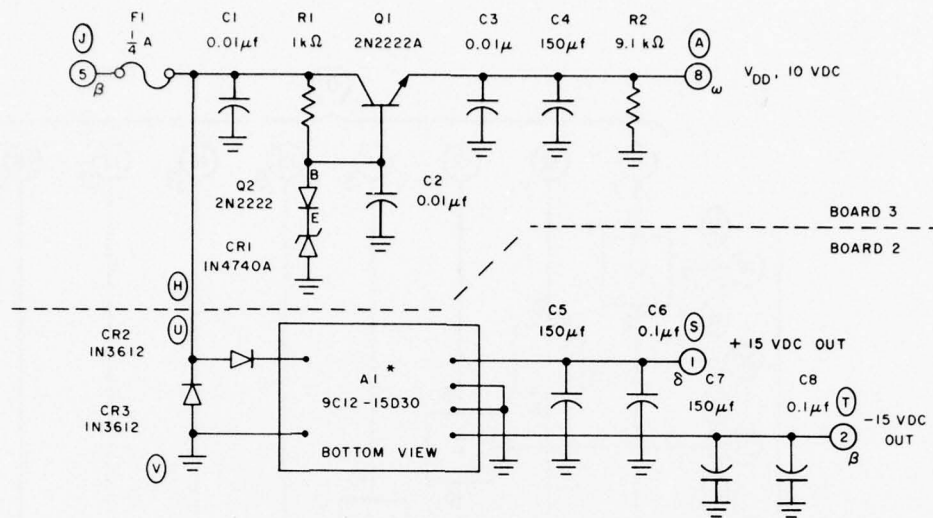 F1 C1 R1 Q1 C3 C4 R2
J 1/4 A 0.01μf 1kΩ 2N2222A 0.01μ 150μf 9.1 kΩ A
5 8 V_DD, 10 VDC
β ω
B
Q2 C2
2N2222 0.01μf
E
CR1
1N4740A
BOARD 3
BOARD 2
H
U
CR2 C5 C6 S
1N3612 150μf 0.1μf + 15 VDC OUT
1
A1* δ C7 C8
CR3 9C12-15D30 150μf 0.1μf T
1N3612 -15 VDC
2 OUT
BOTTOM VIEW β
V